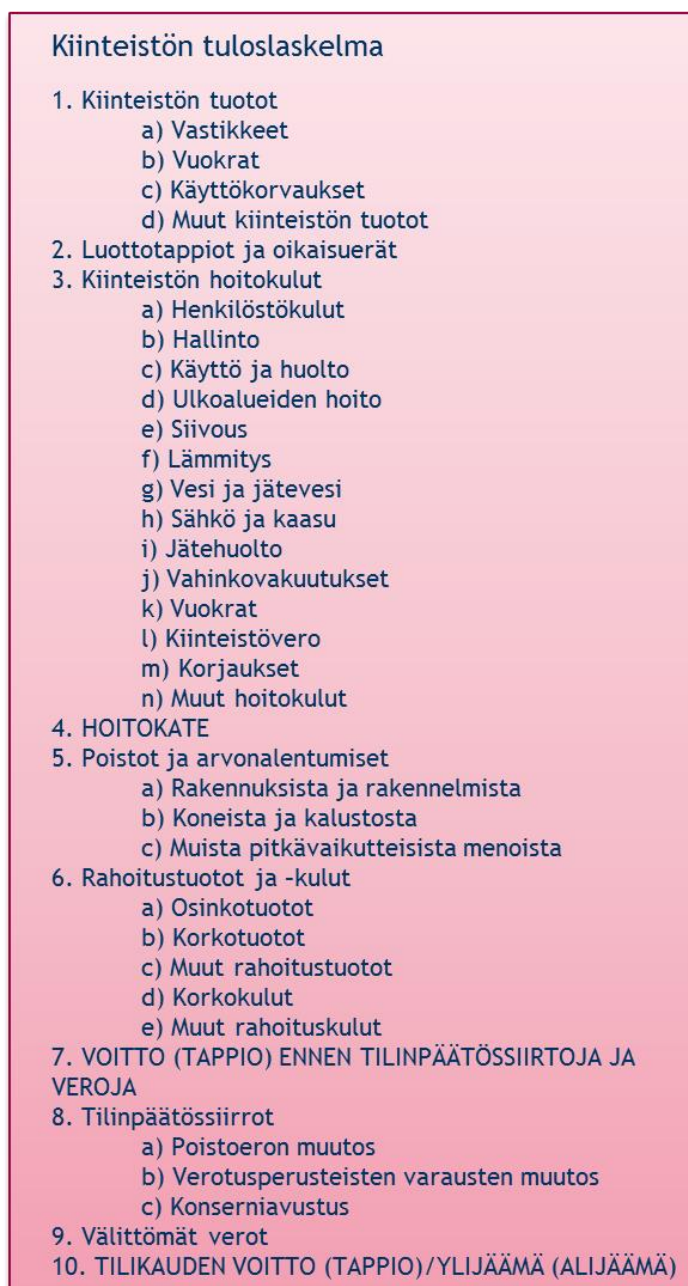 Kiinteistön tuloslaskelma
1. Kiinteistön tuotot
a) Vastikkeet
b) Vuokrat
c) Käyttökorvaukset
d) Muut kiinteistön tuotot
2. Luottotappiot ja oikaisuerät
3. Kiinteistön hoitokulut
a) Henkilöstökulut
b) Hallinto
c) Käyttö ja huolto
d) Ulkoalueiden hoito
e) Siivous
f) Lämmitys
g) Vesi ja jätevesi
h) Sähkö ja kaasu
i) Jätehuolto
j) Vahinkovakuutukset
k) Vuokrat
l) Kiinteistövero
m) Korjaukset
n) Muut hoitokulut
4. HOITOKATE
5. Poistot ja arvonalentumiset
a) Rakennuksista ja rakennelmista
b) Koneista ja kalustosta
c) Muista pitkävaikutteisista menoista
6. Rahoitustuotot ja –kulut
a) Osinkotuotot
b) Korkotuotot
c) Muut rahoitustuotot
d) Korkokulut
e) Muut rahoituskulut
7. VOITTO (TAPPIO) ENNEN TILINPÄÄTÖSSIIRTOJA JA
VEROJA
8. Tilinpäätössiirrot
a) Poistoeron muutos
b) Verotusperusteisten varausten muutos
c) Konserniavustus
9. Välittömät verot
10. TILIKAUDEN VOITTO (TAPPIO)/YLIJÄÄMÄ (ALIJÄÄMÄ)